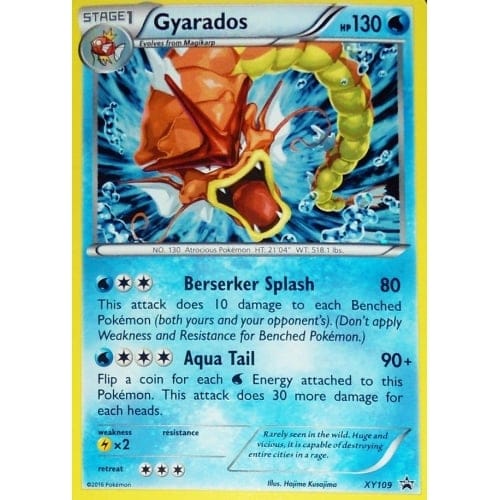 STAGE1 Gyarados HP130
Evolves from Magikarp
NO. 130 Atrocious Pokémon HT: 21'04" WT: 518.1 lbs.
Berserker Splash 80
This attack does 10 damage to each Benched
Pokémon (both yours and your opponent's). (Don't apply
Weakness and Resistance for Benched Pokémon.)
Aqua Tail 90+
Flip a coin for each Energy attached to this
Pokémon. This attack does 30 more damage for
each heads.
weakness resistance
×2
retreat
Rarely seen in the wild. Huge and
vicious, it is capable of destroying
entire cities in a rage.
©2016 Pokémon Illus. Hajime Kusajima XY109
PROMO